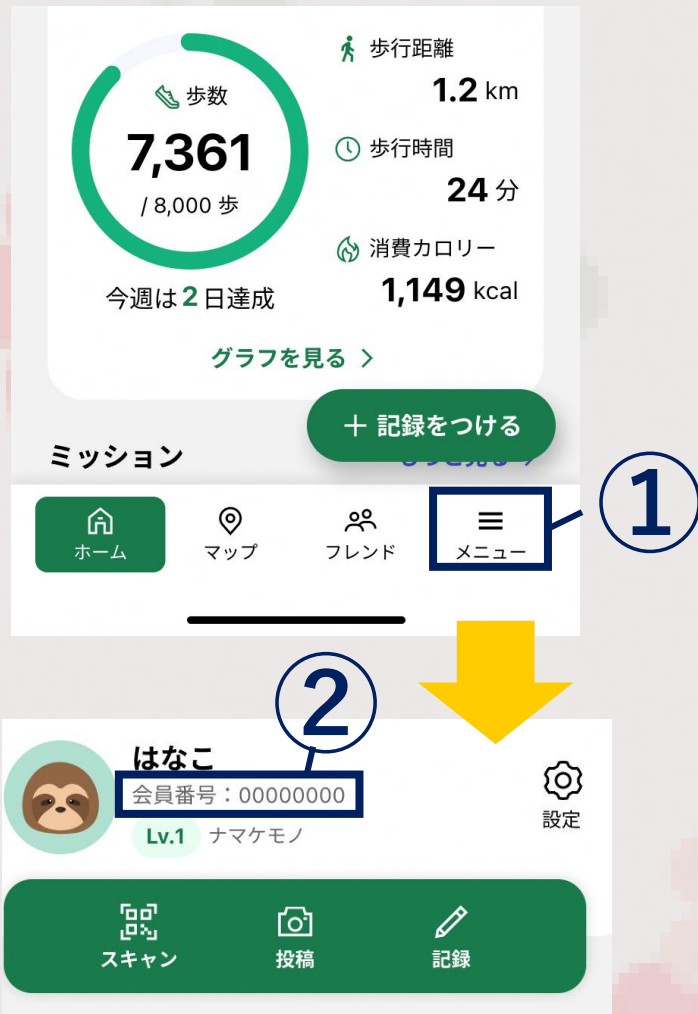 歩数
7,361
/ 8,000 歩
今週は2日達成
歩行距離
1.2 km
歩行時間
24 分
消費カロリー
1,149 kcal
グラフを見る >
+ 記録をつける
ミッション
ホーム
マップ
フレンド
メニュー
①
②
はなこ
会員番号：00000000
Lv.1 ナマケモノ
設定
スキャン
投稿
記録